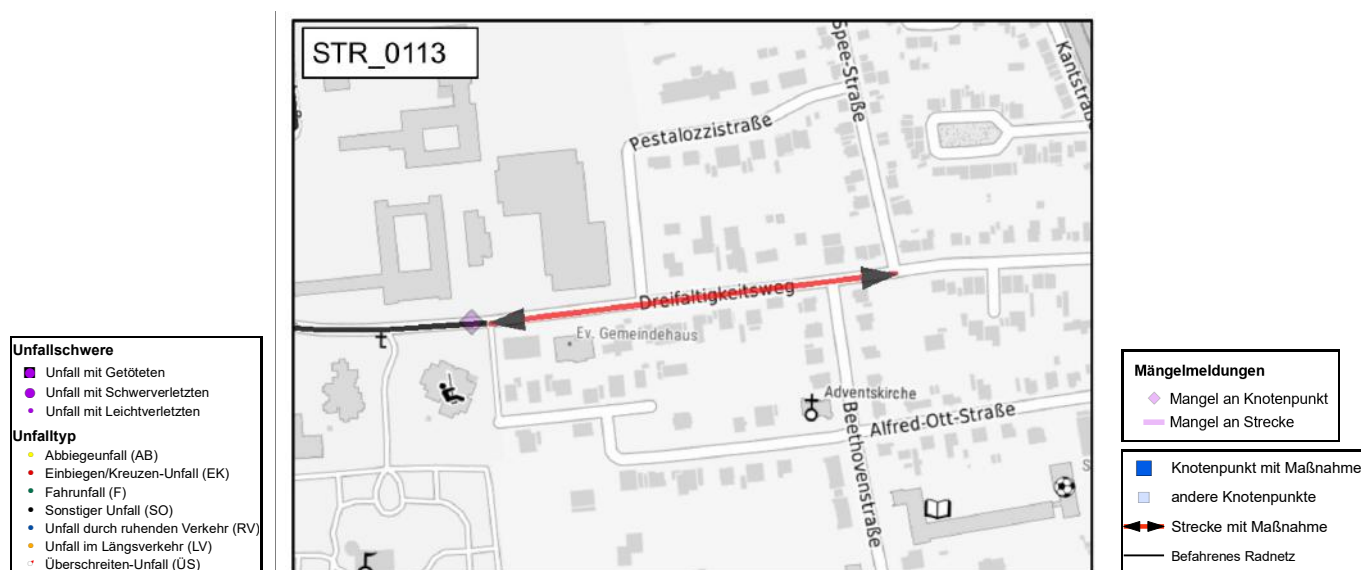 STR_0113
Spee-Straße
Kantstraß
Pestalozzistraße
Dreifaltigkeitsweg
Ev. Gemeindehaus
Adventskirche
Alfred-Ott-Straße
Beethovenstraße
S
Unfallschwere
Unfall mit Getöteten
Unfall mit Schwerverletzten
Unfall mit Leichtverletzten
Unfalltyp
Abbiegeunfall (AB)
Einbiegen/Kreuzen-Unfall (EK)
Fahrunfall (F)
Sonstiger Unfall (SO)
Unfall durch ruhenden Verkehr (RV)
Unfall im Längsverkehr (LV)
Überschreiten-Unfall (ÜS)
Mängelmeldungen
Mangel an Knotenpunkt
Mangel an Strecke
Knotenpunkt mit Maßnahme
andere Knotenpunkte
Strecke mit Maßnahme
Befahrenes Radnetz